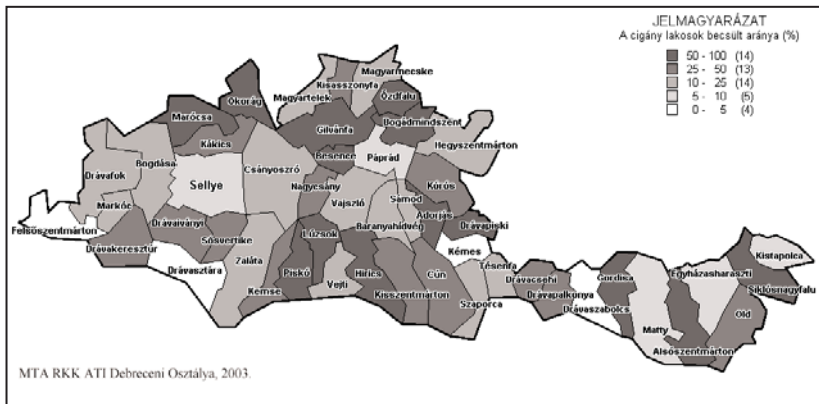 JELMAGYARÁZAT
A cigány lakosok becsült aránya (%)
50 - 100 (14)
25 - 50 (13)
10 - 25 (14)
5 - 10 (5)
0 - 5 (4)
Magyarmecske
Kisasszonyfa
Okorág
Magyartelek
Ózdfalu
Marócsa
Bogádmindszent
Gilvánfa
Kákics
Hegyszentmárton
Besence
Páprád
Bogdása
Csányoszró
Drávafok
Sellye
Nagycsány
Kórós
Markóc
Vajszló
Sámod
Adorjás
Drávaiványi
Baranyahídvég
Drávapiski
Felsőszentmárton
Lúzsok
Sósvertike
Drávakeresztúr
Kémes
Kistapolca
Zaláta
Tésenfa
Drávasztára
Piskó
Hirics
Cún
Drávacsehi
Gordisa
Egyházasharaszti
Vejti
Siklósnagyfalu
Kemse
Kisszentmárton
Drávapalkonya
Szaporca
Drávaszabolcs
Old
Matty
Alsószentmárton
MTA RKK ATI Debreceni Osztálya, 2003.